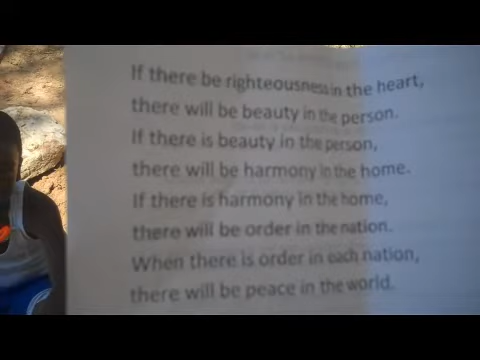 If there be righteousness in the heart,
there will be beauty in the person.
If there is beauty in the person,
there will be harmony in the home.
If there is harmony in the home,
there will be order in the nation.
When there is order in each nation,
there will be peace in the world.